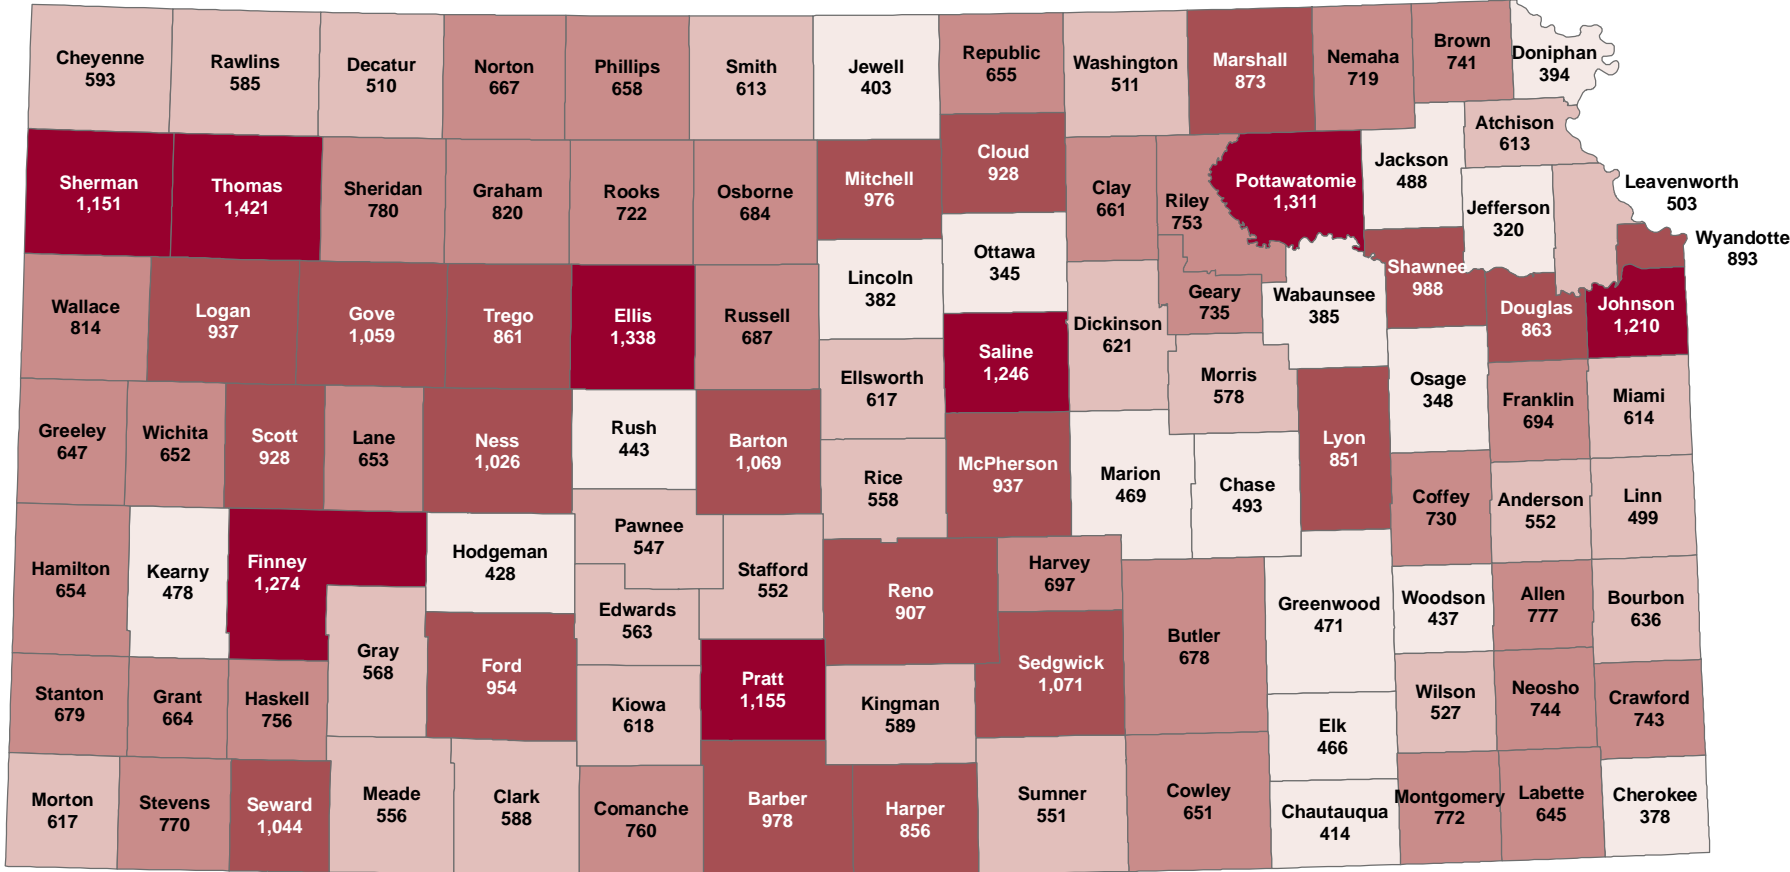 Cheyenne
593
Rawlins
585
Decatur
510
Norton
667
Phillips
658
Smith
613
Jewell
403
Republic
655
Washington
511
Marshall
873
Nemaha
719
Brown
741
Doniphan
394
Sherman
1,151
Thomas
1,421
Sheridan
780
Graham
820
Rooks
722
Osborne
684
Mitchell
976
Cloud
928
Clay
661
Riley
753
Pottawatomie
1,311
Jackson
488
Atchison
613
Jefferson
320
Leavenworth
503
Wyandotte
893
Wallace
814
Logan
937
Gove
1,059
Trego
861
Ellis
1,338
Russell
687
Lincoln
382
Ottawa
345
Saline
1,246
Dickinson
621
Geary
735
Wabaunsee
385
Shawnee
988
Douglas
863
Johnson
1,210
Ellsworth
617
Morris
578
Osage
348
Franklin
694
Miami
614
Greeley
647
Wichita
652
Scott
928
Lane
653
Ness
1,026
Rush
443
Barton
1,069
Rice
558
McPherson
937
Marion
469
Chase
493
Lyon
851
Coffey
730
Anderson
552
Linn
499
Hamilton
654
Kearny
478
Finney
1,274
Hodgeman
428
Pawnee
547
Stafford
552
Edwards
563
Reno
907
Harvey
697
Butler
678
Greenwood
471
Woodson
437
Allen
777
Bourbon
636
Gray
568
Ford
954
Stanton
679
Grant
664
Haskell
756
Kiowa
618
Pratt
1,155
Kingman
589
Sedgwick
1,071
Elk
466
Wilson
527
Neosho
744
Crawford
743
Morton
617
Stevens
770
Seward
1,044
Meade
556
Clark
588
Comanche
760
Barber
978
Harper
856
Sumner
551
Cowley
651
Chautauqua
414
Montgomery
772
Labette
645
Cherokee
378